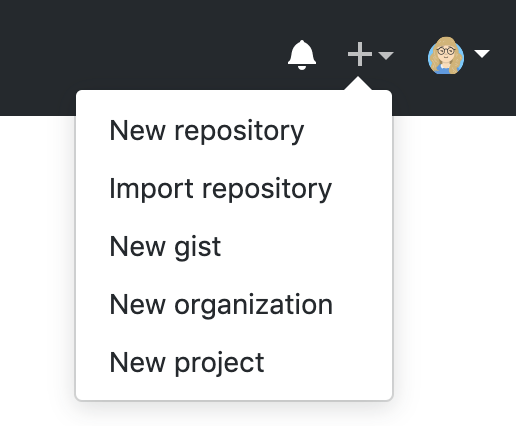 New repository
Import repository
New gist
New organization
New project